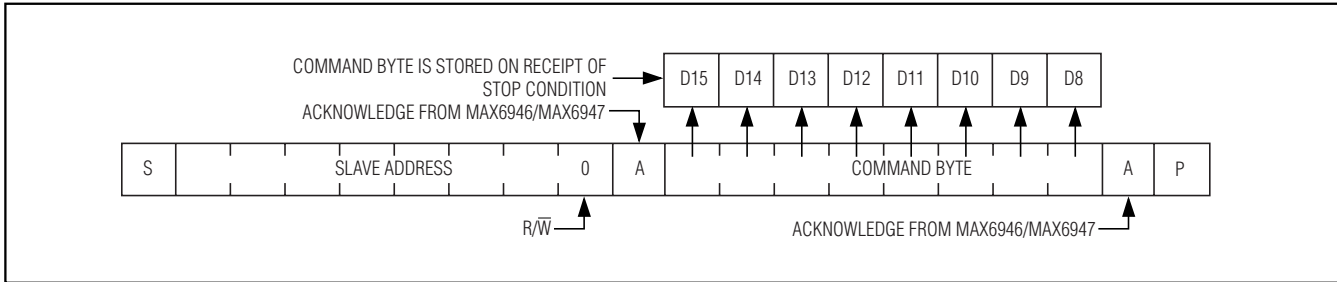 COMMAND BYTE IS STORED ON RECEIPT OF
STOP CONDITION
D15 D14 D13 D12 D11 D10 D9 D8
ACKNOWLEDGE FROM MAX6946/MAX6947
S SLAVE ADDRESS 0 A COMMAND BYTE A P
R/W̅
ACKNOWLEDGE FROM MAX6946/MAX6947